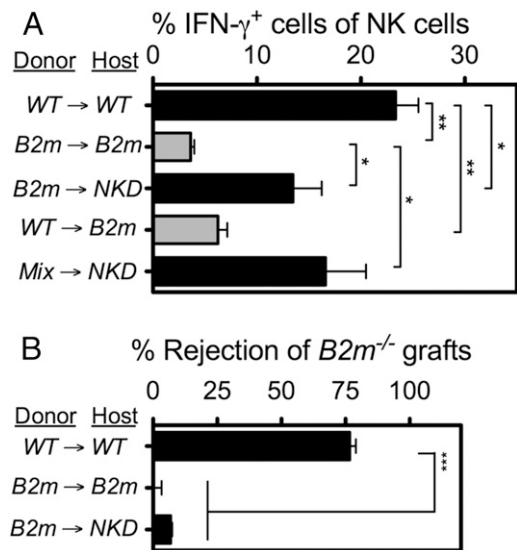 A
% IFN-γ+ cells of NK cells
Donor Host
0 10 20 30
WT → WT
B2m → B2m
B2m → NKD
WT → B2m
Mix → NKD
*
**
*
**
*
B
% Rejection of B2m-/- grafts
Donor Host
0 25 50 75 100
WT → WT
B2m → B2m
B2m → NKD
***